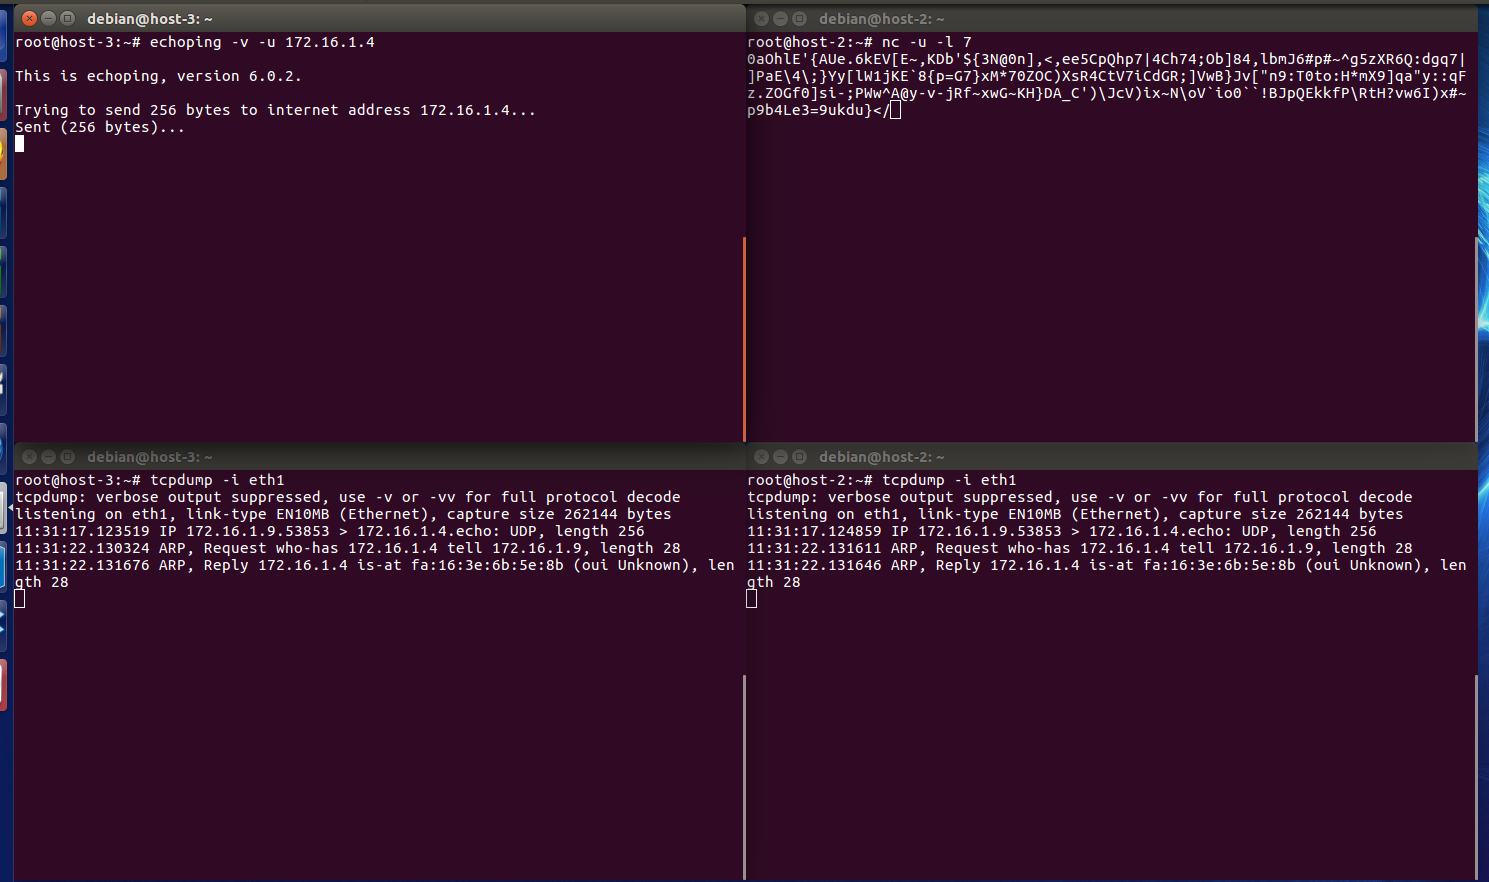 debian@host-3: ~
root@host-3:~# echoping -v -u 172.16.1.4
This is echoping, version 6.0.2.
Trying to send 256 bytes to internet address 172.16.1.4...
Sent (256 bytes)...
debian@host-2: ~
root@host-2:~# nc -u -l 7
0aOhlE'{AUe.6kEV[E~,KDb'${3N@0n],<,ee5CpQhp7|4Ch74;Ob]84,lbmJ6#p#~^g5zXR6Q:dgq7|
]PaE\4\;}Yy[lW1jKE`8{p=G7}xM*70ZOC)XsR4CtV7iCdGR;]VwB}Jv["n9:T0to:H*mX9]qa"y::qF
z.ZOGf0]si-;PWw^A@y-v-jRf~xwG~KH}DA_C')\JcV)ix~N\oV`io0``!BJpQEkkfP\RtH?vw6I)x#~
p9b4Le3=9ukdu}</
debian@host-3: ~
root@host-3:~# tcpdump -i eth1
tcpdump: verbose output suppressed, use -v or -vv for full protocol decode
listening on eth1, link-type EN10MB (Ethernet), capture size 262144 bytes
11:31:17.123519 IP 172.16.1.9.53853 > 172.16.1.4.echo: UDP, length 256
11:31:22.130324 ARP, Request who-has 172.16.1.4 tell 172.16.1.9, length 28
11:31:22.131676 ARP, Reply 172.16.1.4 is-at fa:16:3e:6b:5e:8b (oui Unknown), len
gth 28
debian@host-2: ~
root@host-2:~# tcpdump -i eth1
tcpdump: verbose output suppressed, use -v or -vv for full protocol decode
listening on eth1, link-type EN10MB (Ethernet), capture size 262144 bytes
11:31:17.124859 IP 172.16.1.9.53853 > 172.16.1.4.echo: UDP, length 256
11:31:22.131611 ARP, Request who-has 172.16.1.4 tell 172.16.1.9, length 28
11:31:22.131646 ARP, Reply 172.16.1.4 is-at fa:16:3e:6b:5e:8b (oui Unknown), len
gth 28